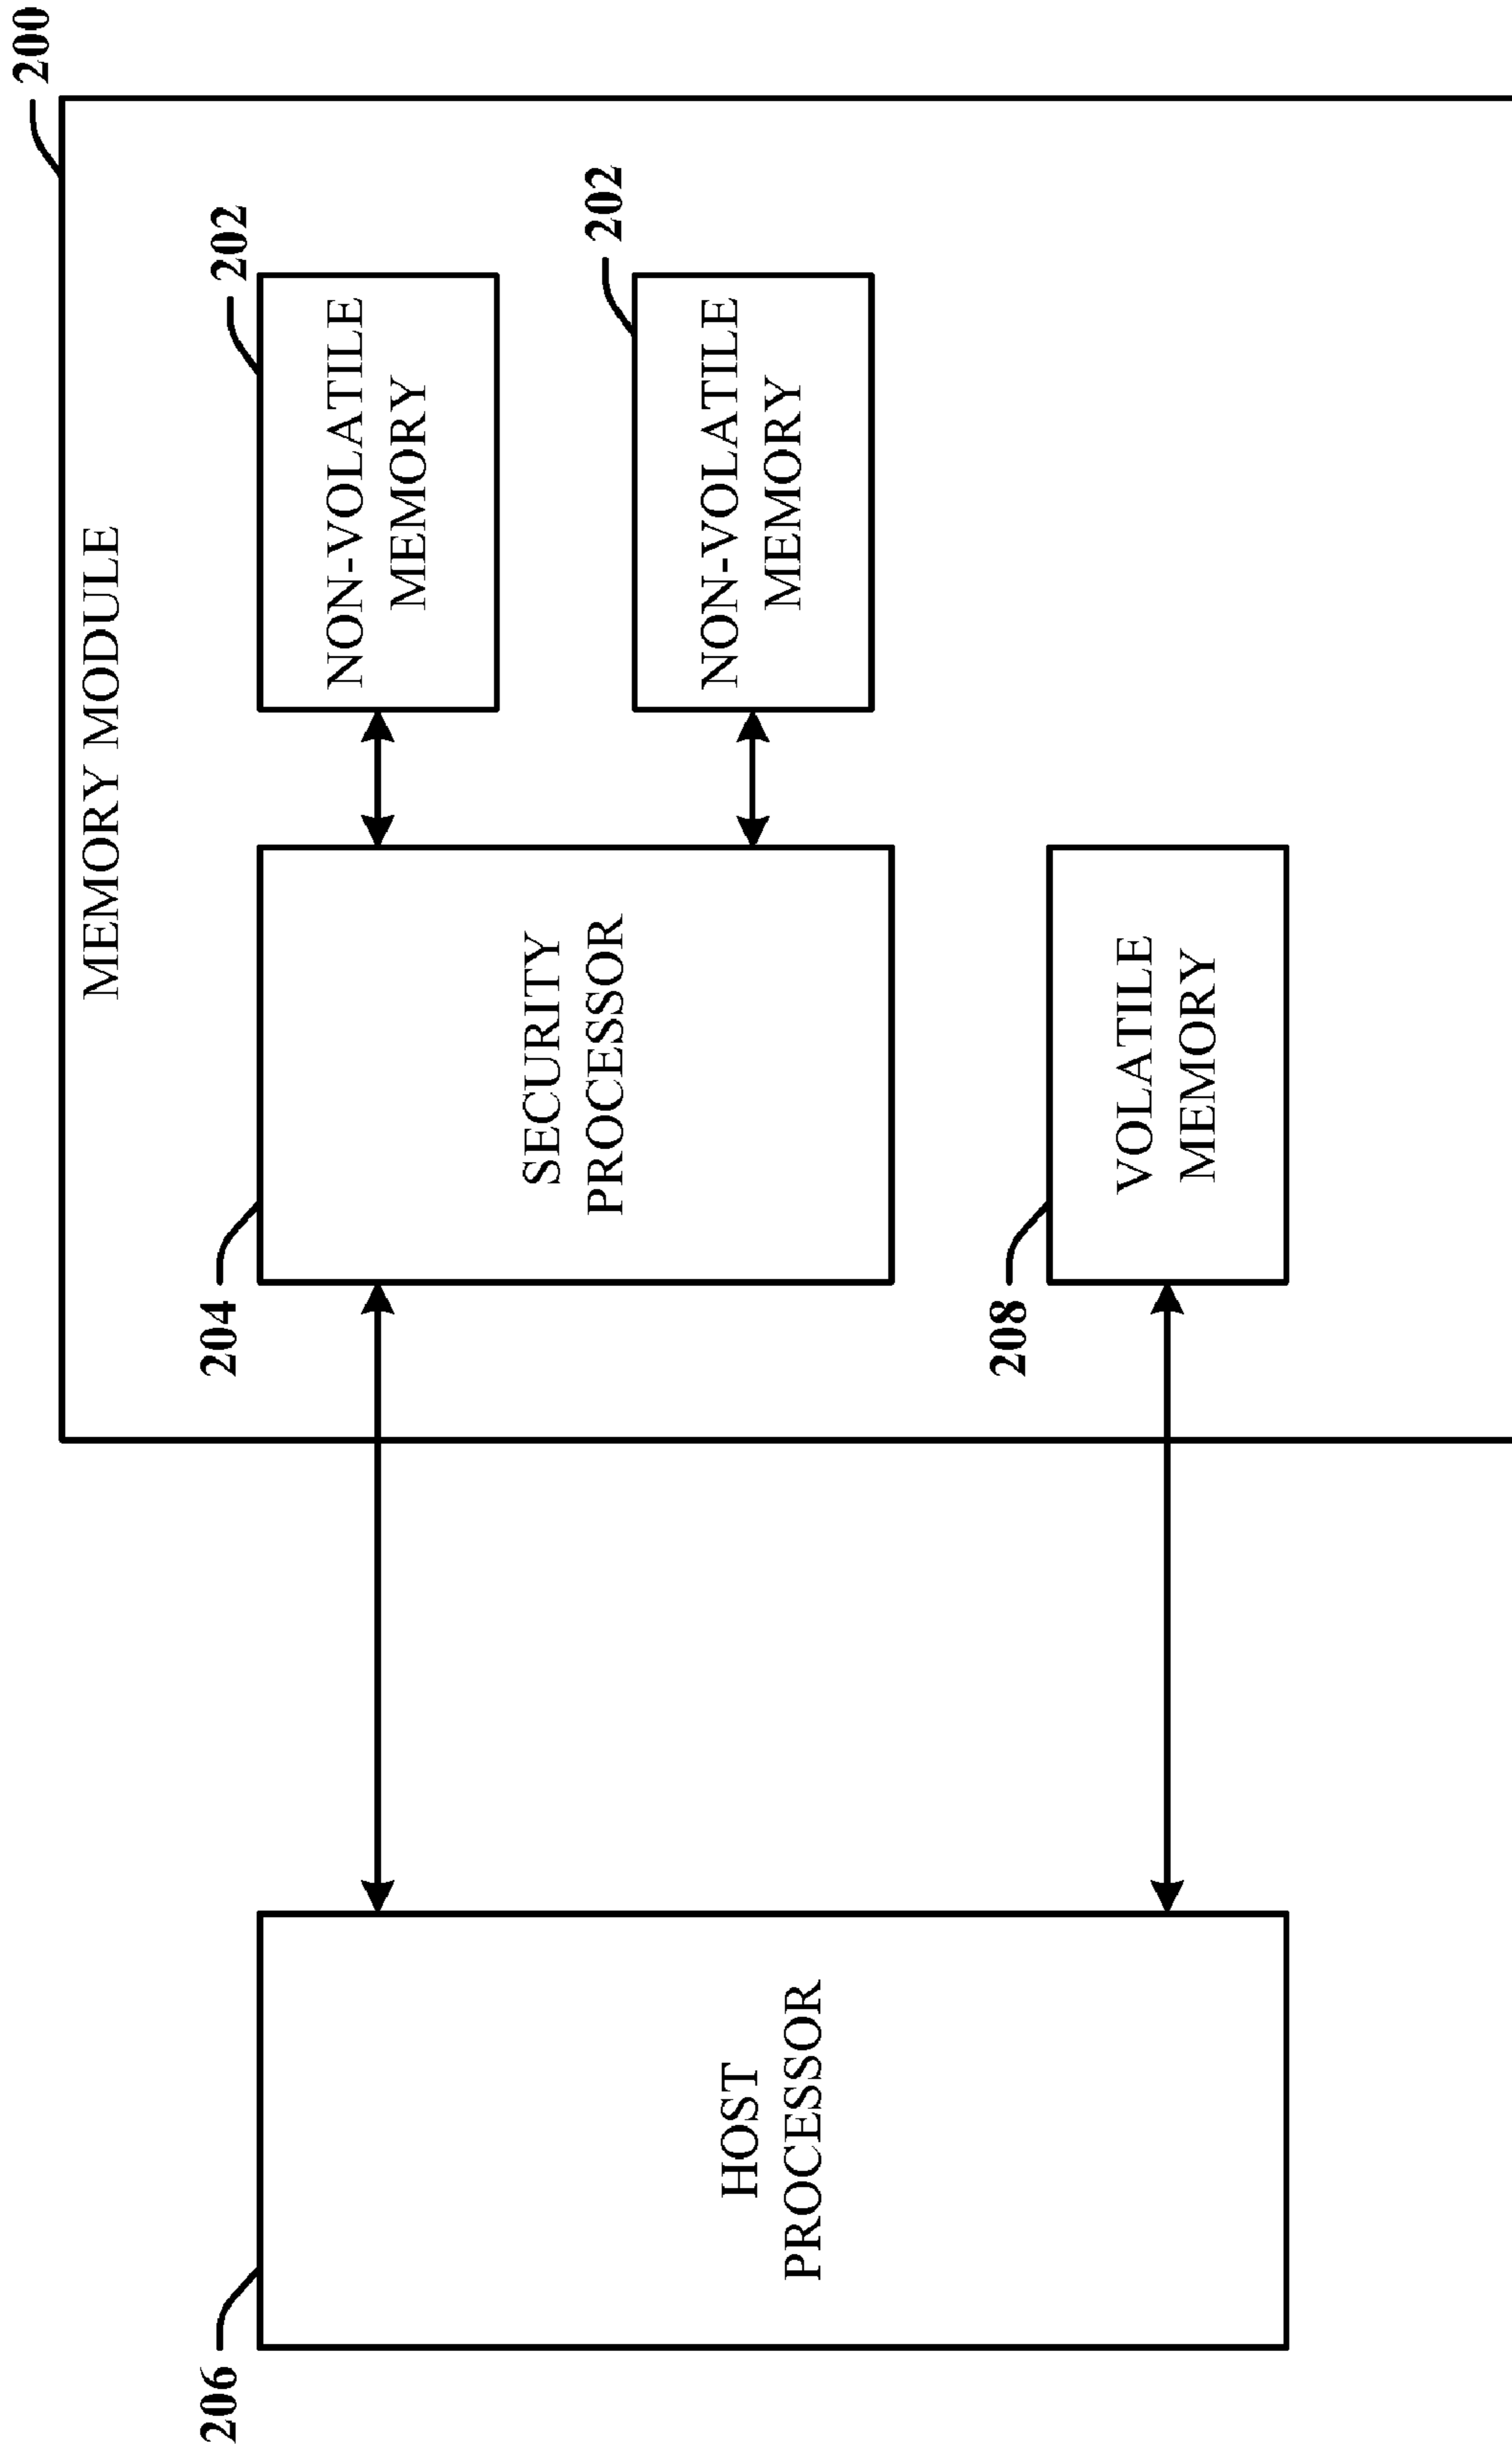 200
MEMORY MODULE
206
HOST
PROCESSOR
204
SECURITY
PROCESSOR
202
NON-VOLATILE
MEMORY
202
NON-VOLATILE
MEMORY
208
VOLATILE
MEMORY